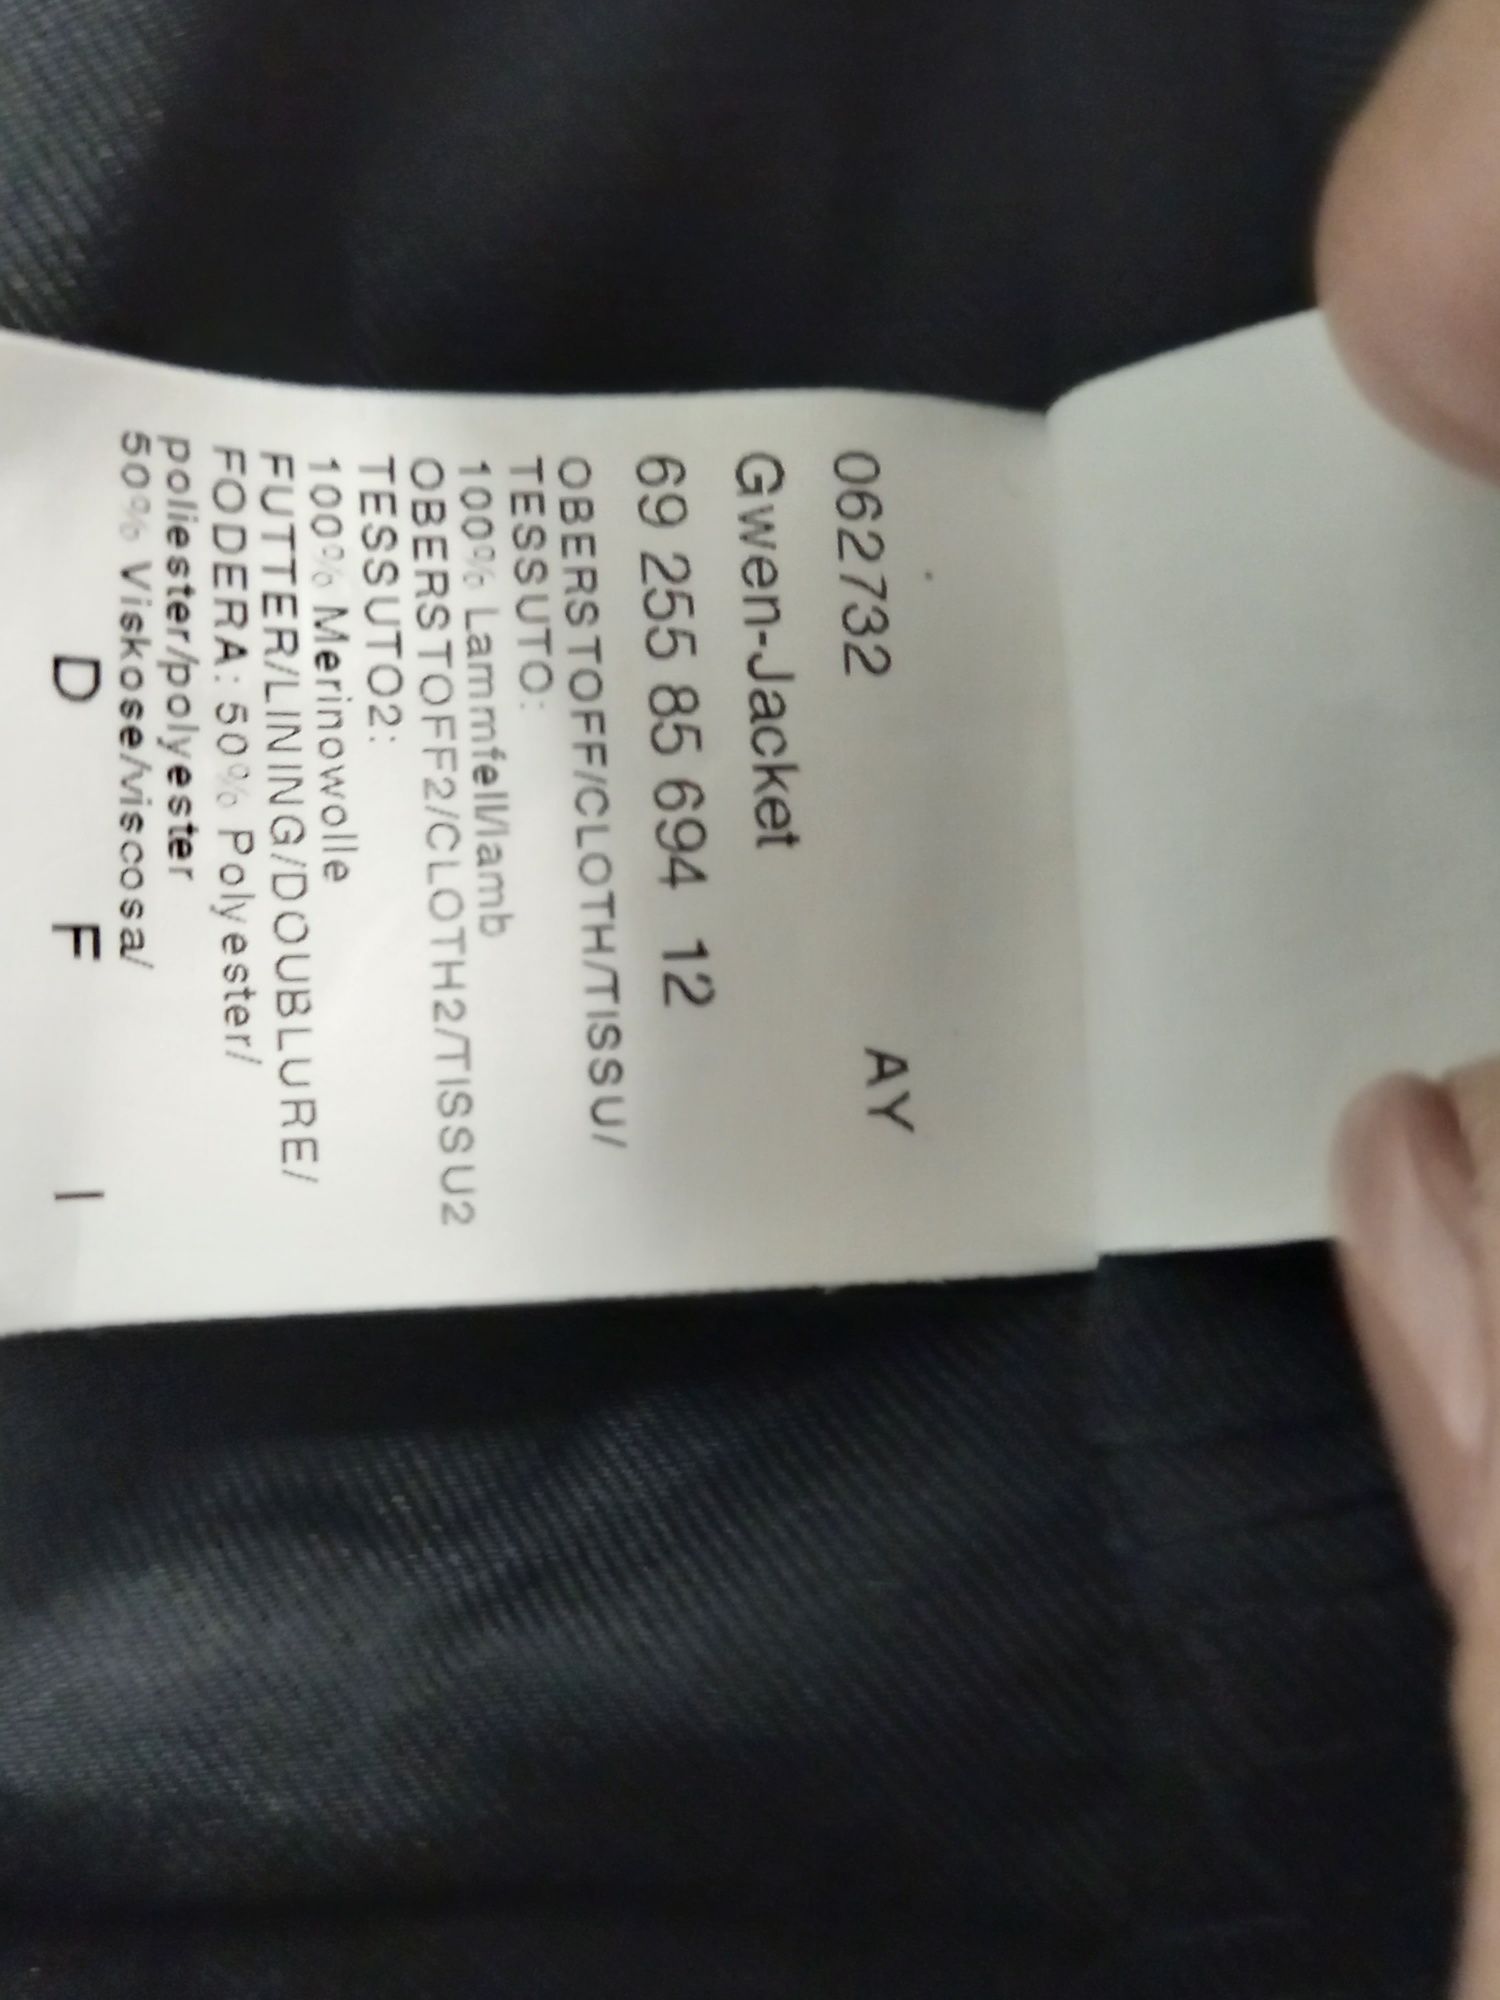 062732 AY
Gwen-Jacket
69 255 85 694 12
OBERSTOFF/CLOTH/TISSU/
TESSUTO:
100% Lammfell/lamb
OBERSTOFF2/CLOTH2/TISSU2
TESSUTO2:
100% Merinowolle
FUTTER/LINING/DOUBLURE/
FODERA: 50% Polyester/
poliester/polyester
50% Viskose/viscosa/
D F I